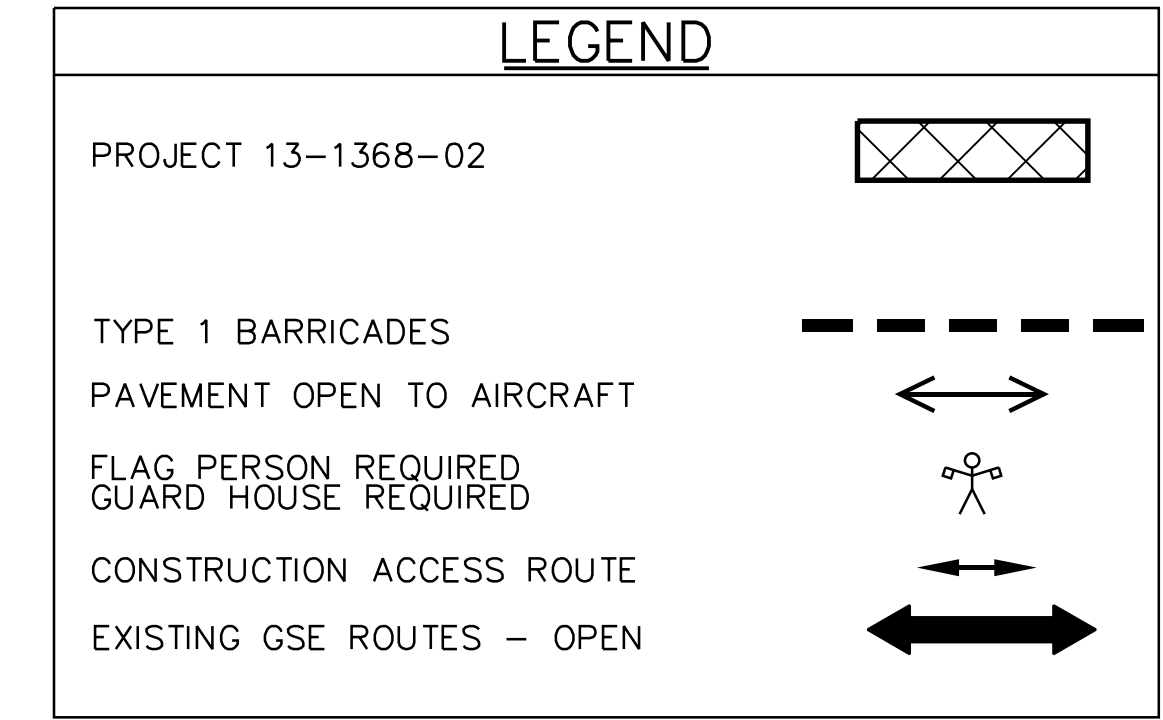 LEGEND
PROJECT 13-1368-02
TYPE 1 BARRICADES
PAVEMENT OPEN TO AIRCRAFT
FLAG PERSON REQUIRED
GUARD HOUSE REQUIRED
CONSTRUCTION ACCESS ROUTE
EXISTING GSE ROUTES - OPEN